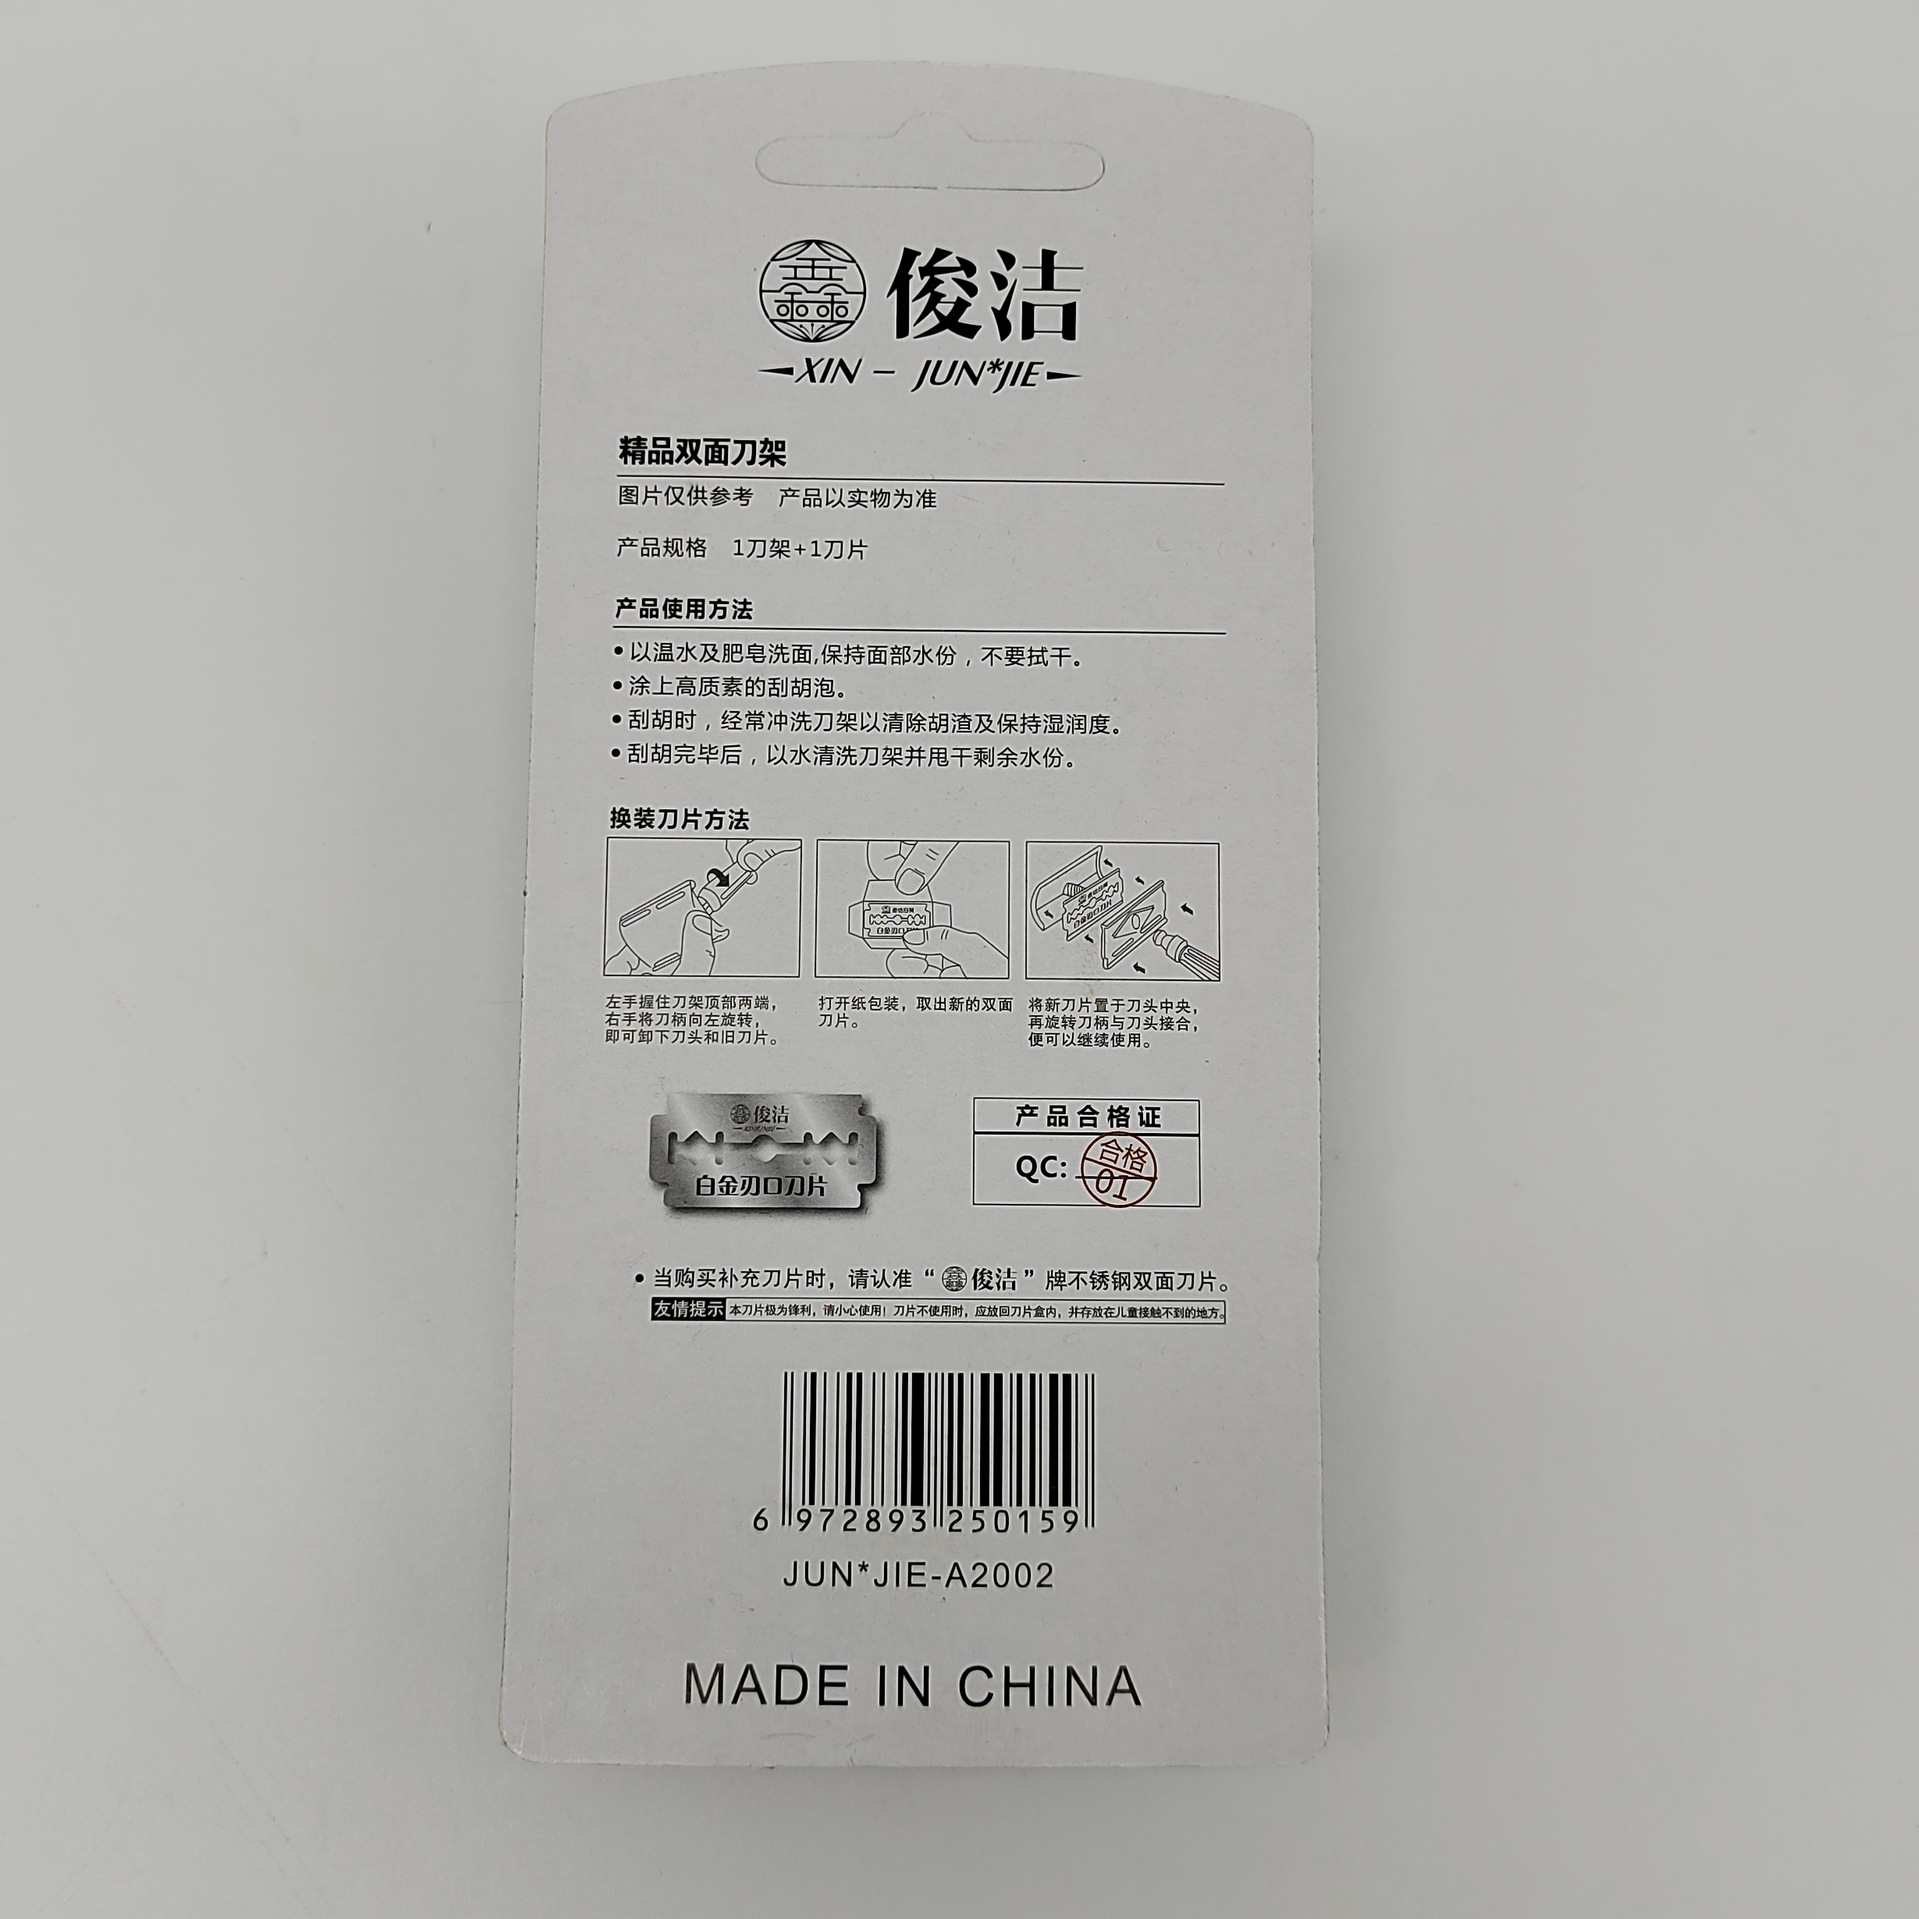 俊洁
XIN - JUN*JIE
精品双面刀架
图片仅供参考 产品以实物为准
产品规格 1刀架+1刀片
产品使用方法
•以温水及肥皂洗面,保持面部水份，不要拭干。
•涂上高质素的刮胡泡。
•刮胡时，经常冲洗刀架以清除胡渣及保持湿润度。
•刮胡完毕后，以水清洗刀架并甩干剩余水份。
换装刀片方法
左手握住刀架顶部两端，
右手将刀柄向左旋转，
即可卸下刀头和旧刀片。
打开纸包装，取出新的双面
刀片。
将新刀片置于刀头中央，
再旋转刀柄与刀头接合，
便可以继续使用。
俊洁
白金刃口刀片
产品合格证
QC: 合格
01
•当购买补充刀片时，请认准“俊洁”牌不锈钢双面刀片。
友情提示 本刀片极为锋利，请小心使用！刀片不使用时，应放回刀片盒内，并存放在儿童接触不到的地方。
6 972893 250159
JUN*JIE-A2002
MADE IN CHINA